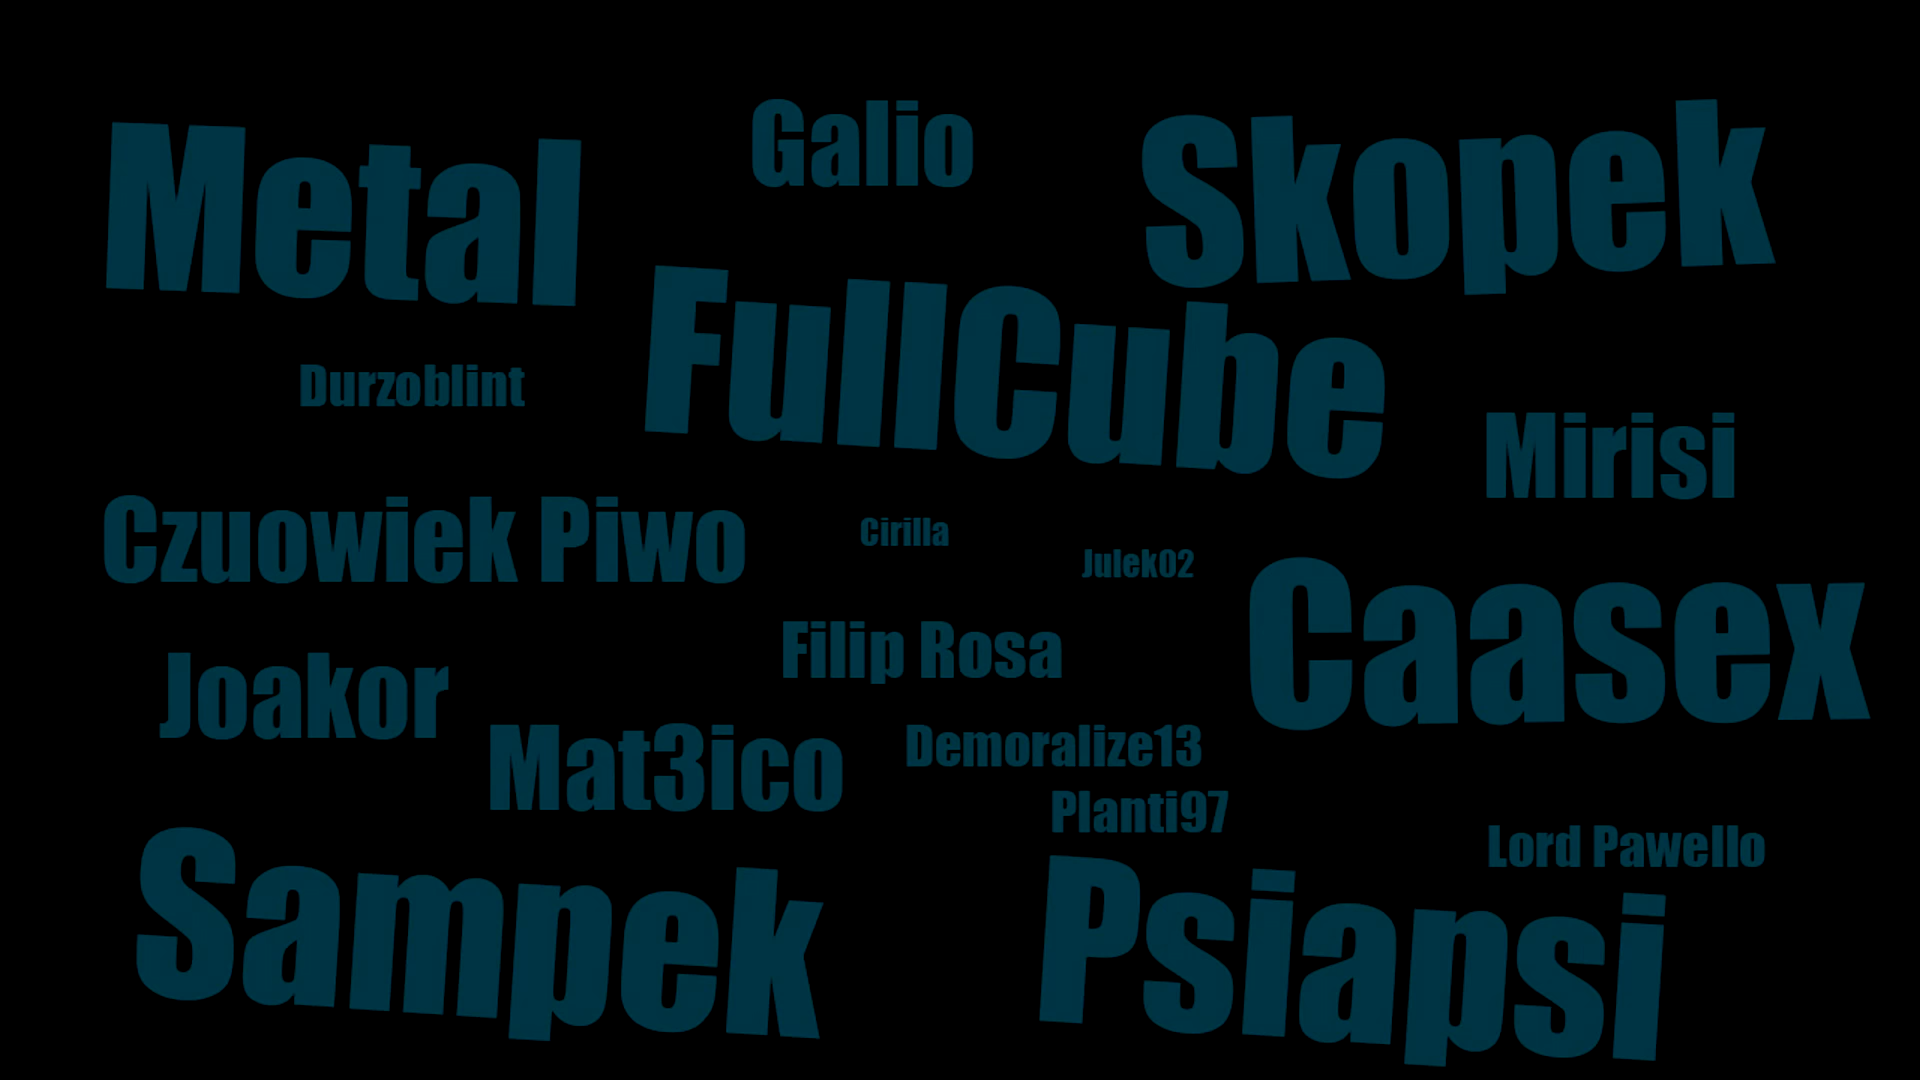 Metal
Galio
Skopek
FullCube
Durzoblint
Mirisi
Czuowiek Piwo
Cirilla
Julek02
Caasex
Filip Rosa
Joakor
Mat3ico
Demoralize13
Planti97
Lord Pawello
Sampek
Psiapsi